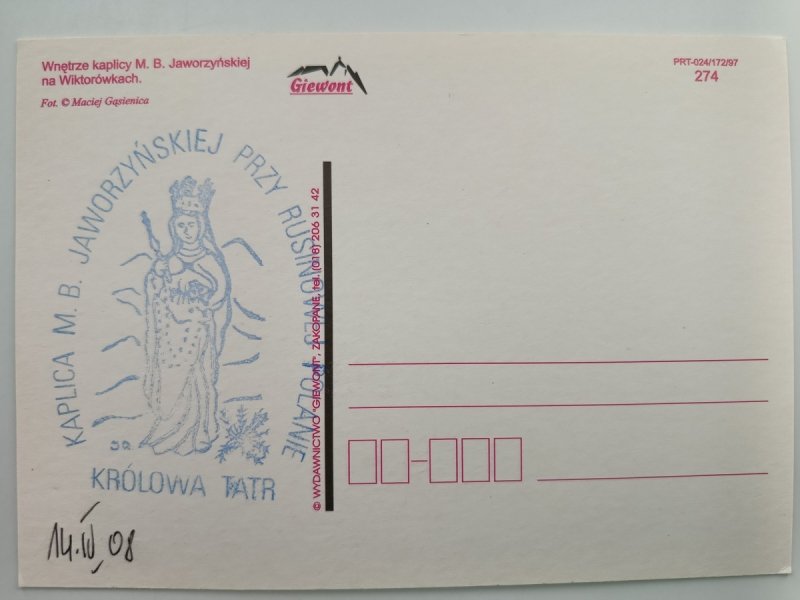 Wnętrze kaplicy M. B. Jaworzyńskiej
na Wiktorówkach.
Fot. © Maciej Gąsienica
Giewont
PRT-024/172/97
274
KAPLICA M. B. JAWORZYŃSKIEJ PRZY RUSINOWEJ POLANIE
KRÓLOWA TATR
© WYDAWNICTWO "GIEWONT", ZAKOPANE, tel. (018) 206 31 42
14.IV.08